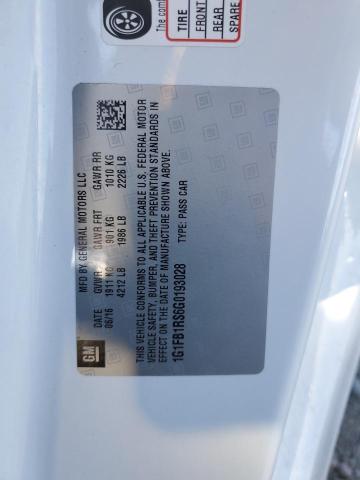 The com
TIRE
FRONT
REAR
SPARE
MFD BY GENERAL MOTORS LLC
DATE GVWR GAWR FRT GAWR RR
06/16 1911 KG 901 KG 1010 KG
4212 LB 1986 LB 2226 LB
THIS VEHICLE CONFORMS TO ALL APPLICABLE U.S. FEDERAL MOTOR
VEHICLE SAFETY, BUMPER, AND THEFT PREVENTION STANDARDS IN
EFFECT ON THE DATE OF MANUFACTURE SHOWN ABOVE.
TYPE: PASS CAR
1G1FB1RS6G0193028
GM